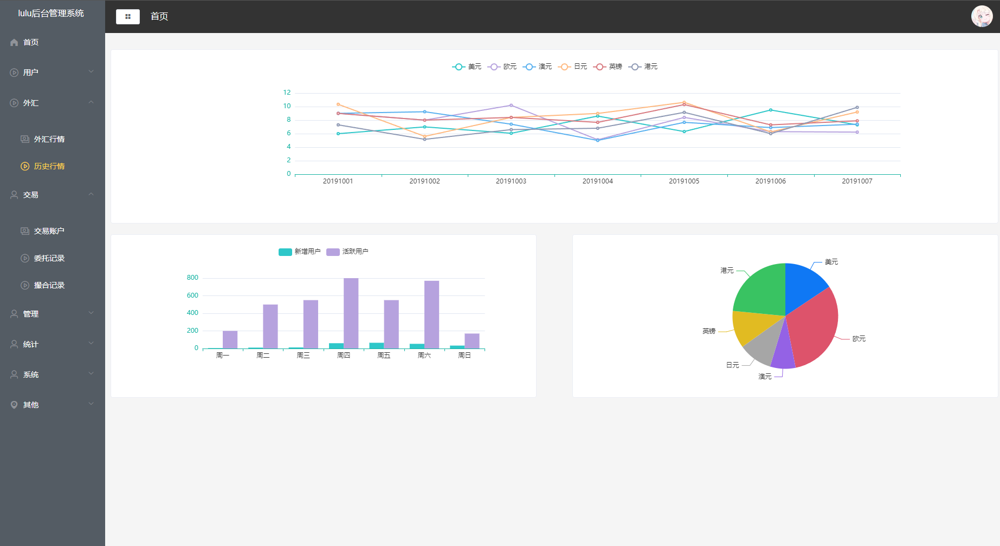 lulu后台管理系统
首页
用户
外汇
外汇行情
历史行情
交易
交易账户
委托记录
撮合记录
管理
统计
系统
其他
首页
美元 欧元 澳元 日元 英镑 港元
12
10
8
6
4
2
0
20191001 20191002 20191003 20191004 20191005 20191006 20191007
新增用户 活跃用户
800
600
400
200
0
周一 周二 周三 周四 周五 周六 周日
美元
港元
英镑
欧元
日元
澳元